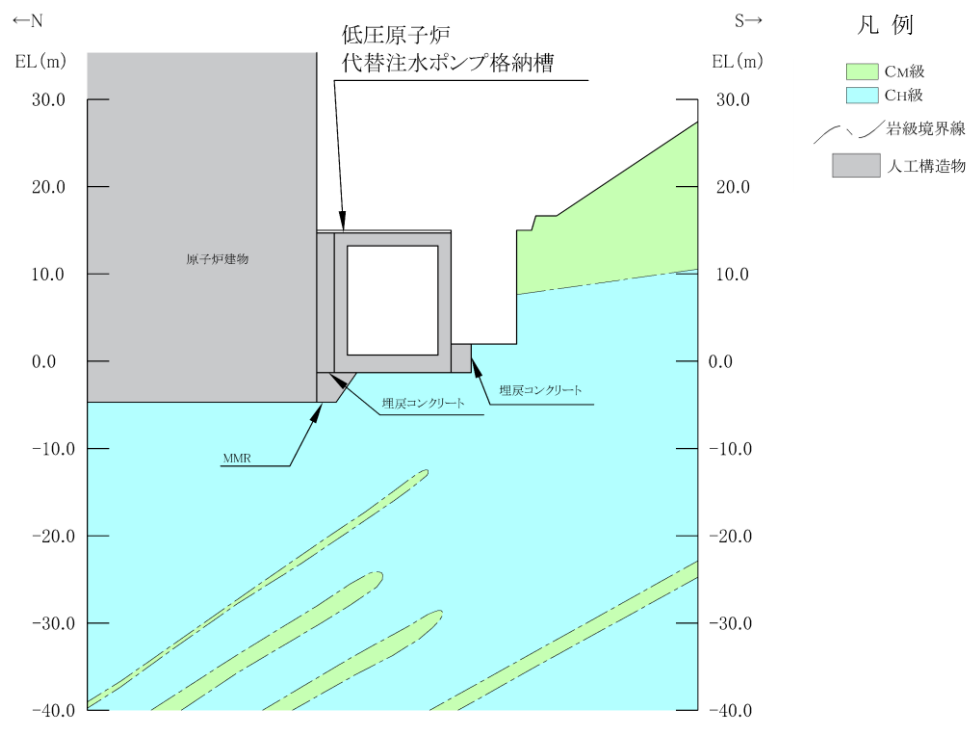 ←N
S→
凡 例
EL(m)
EL(m)
低圧原子炉
代替注水ポンプ格納槽
CM級
CH級
岩級境界線
人工構造物
30.0
30.0
20.0
20.0
原子炉建物
10.0
10.0
0.0
0.0
埋戻コンクリート
埋戻コンクリート
MMR
-10.0
-10.0
-20.0
-20.0
-30.0
-30.0
-40.0
-40.0